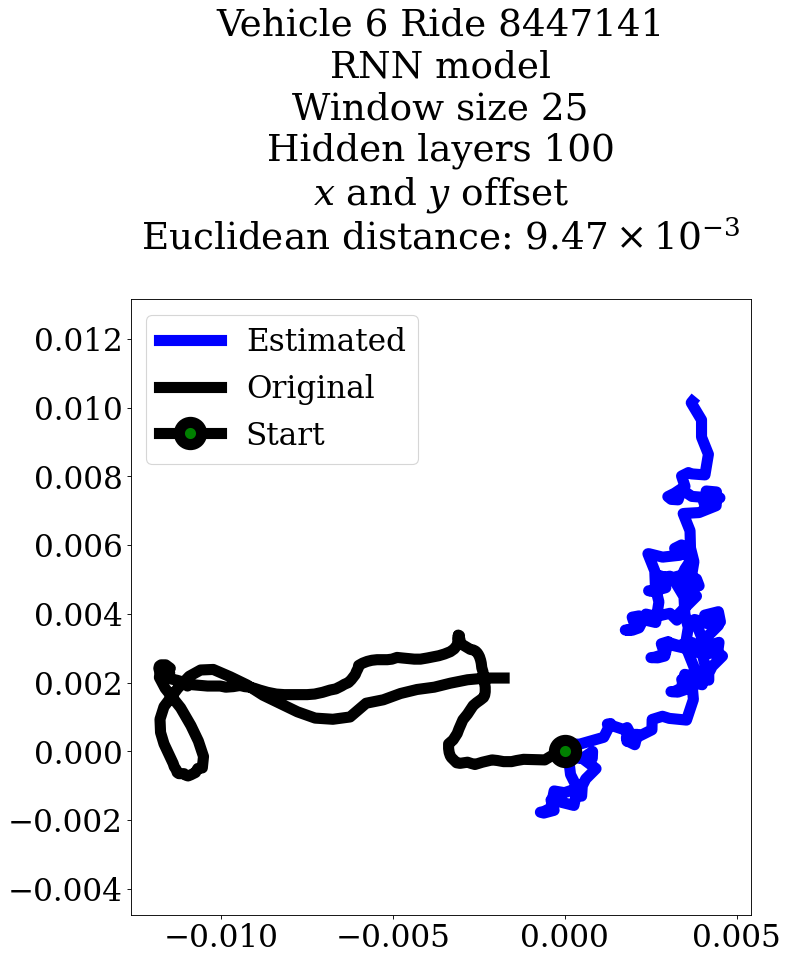 Vehicle 6 Ride 8447141
RNN model
Window size 25
Hidden layers 100
x and y offset
Euclidean distance: 9.47 × 10⁻³
Estimated
Original
Start
0.012
0.010
0.008
0.006
0.004
0.002
0.000
−0.002
−0.004
−0.010 −0.005 0.000 0.005